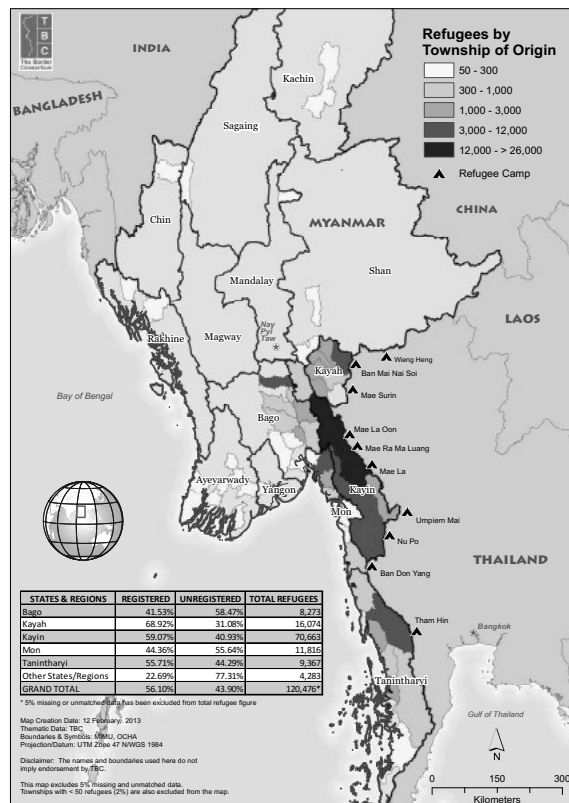 TBC
The Border
Consortium
INDIA
BANGLADESH
Kachin
Sagaing
Chin
MYANMAR
CHINA
Mandalay
Shan
Nay
Pyi
Taw
Rakhine
Magway
LAOS
Kayah
Wieng Heng
Ban Mai Nai Soi
Mae Surin
Bay of Bengal
Bago
Mae La Oon
Mae Ra Ma Luang
Mae La
Ayeyarwady
Yangon
Kayin
Mon
Umpiem Mai
Nu Po
THAILAND
Ban Don Yang
Tham Hin
Bangkok
Tanintharyi
Gulf of Thailand
Refugees by
Township of Origin
50 - 300
300 - 1,000
1,000 - 3,000
3,000 - 12,000
12,000 - > 26,000
Refugee Camp
STATES & REGIONS REGISTERED UNREGISTERED TOTAL REFUGEES
Bago 41.53% 58.47% 8,273
Kayah 68.92% 31.08% 16,074
Kayin 59.07% 40.93% 70,663
Mon 44.36% 55.64% 11,816
Tanintharyi 55.71% 44.29% 9,367
Other States/Regions 22.69% 77.31% 4,283
GRAND TOTAL 56.10% 43.90% 120,476*
* 5% missing or unmatched data has been excluded from total refugee figure
Map Creation Date: 12 February, 2013
Thematic Data: TBC
Boundaries & Symbols: MIMU, OCHA
Projection/Datum: UTM Zone 47 N/WGS 1984
Disclaimer: The names and boundaries used here do not
imply endorsement by TBC.
This map excludes 5% missing and unmatched data.
Townships with < 50 refugees (2%) are also excluded from the map.
N
0 150 300
Kilometers